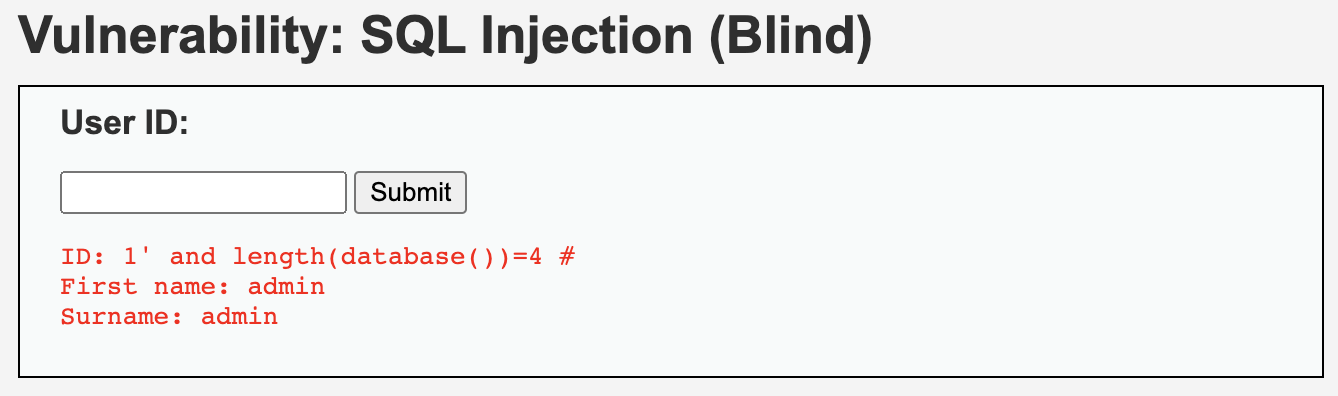 Vulnerability: SQL Injection (Blind)
User ID:
Submit
ID: 1' and length(database())=4 #
First name: admin
Surname: admin